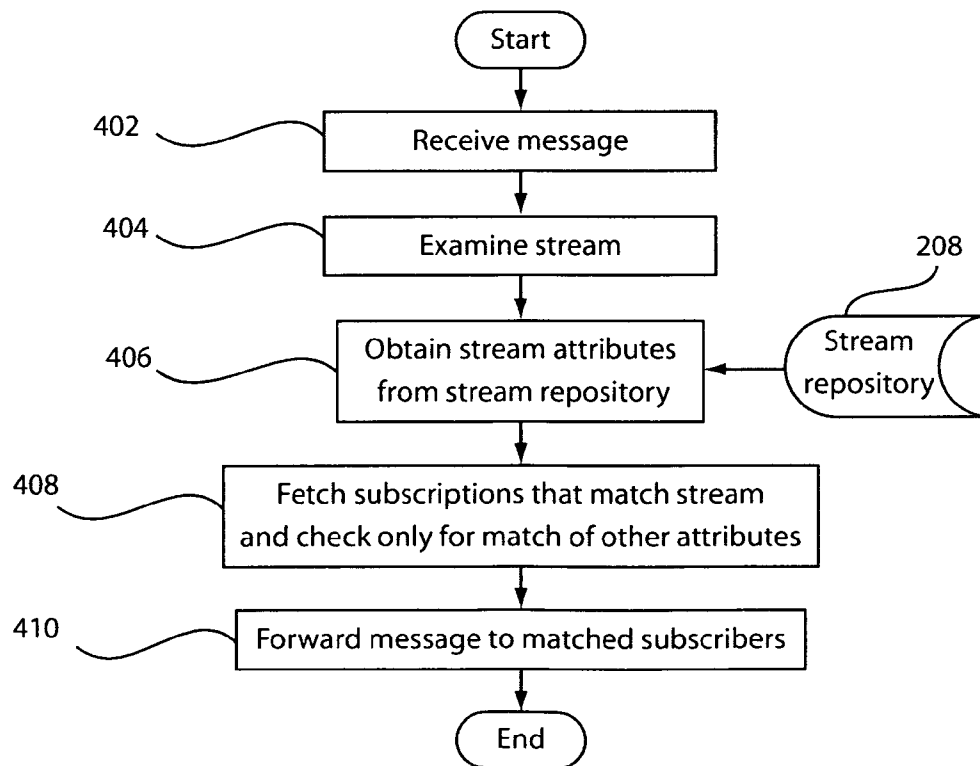 Start
402
Receive message
404
Examine stream
208
Stream
repository
406
Obtain stream attributes
from stream repository
408
Fetch subscriptions that match stream
and check only for match of other attributes
410
Forward message to matched subscribers
End